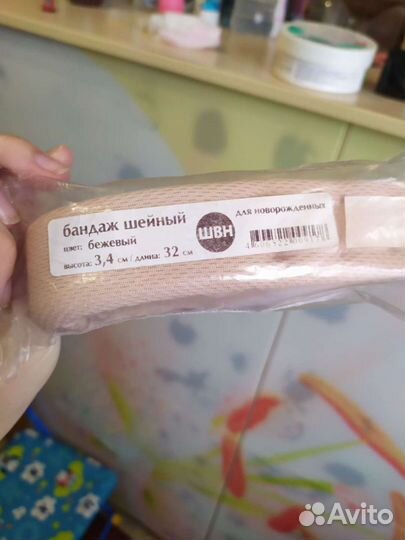 бандаж шейный
цвет: бежевый
высота: 3,4 см / длина: 32 см
ШВН
для новорожденных
Avito